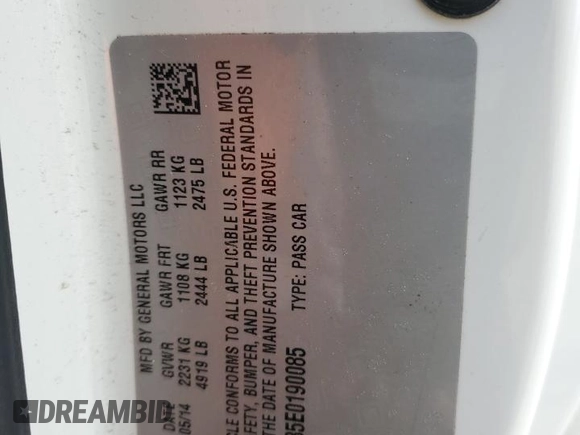 MFD BY GENERAL MOTORS LLC
DATE GVWR GAWR FRT GAWR RR
05/14 2231 KG 1108 KG 1123 KG
4919 LB 2444 LB 2475 LB
CONFORMS TO ALL APPLICABLE U.S. FEDERAL MOTOR
BUMPER, AND THEFT PREVENTION STANDARDS IN
THE DATE OF MANUFACTURE SHOWN ABOVE.
5E0190085 TYPE: PASS CAR
DREAMBID